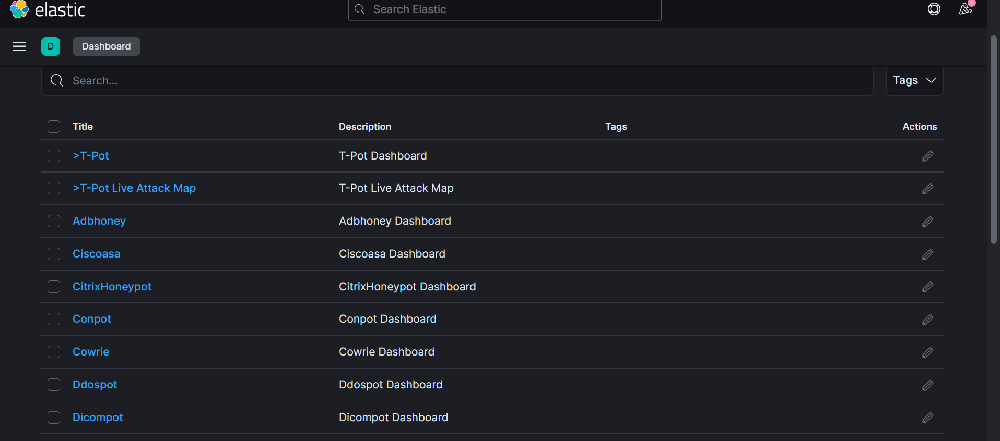 elastic
Search Elastic
D
Dashboard
Search...
Tags
Title Description Tags Actions
>T-Pot T-Pot Dashboard
>T-Pot Live Attack Map T-Pot Live Attack Map
Adbhoney Adbhoney Dashboard
Ciscoasa Ciscoasa Dashboard
CitrixHoneypot CitrixHoneypot Dashboard
Conpot Conpot Dashboard
Cowrie Cowrie Dashboard
Ddospot Ddospot Dashboard
Dicompot Dicompot Dashboard